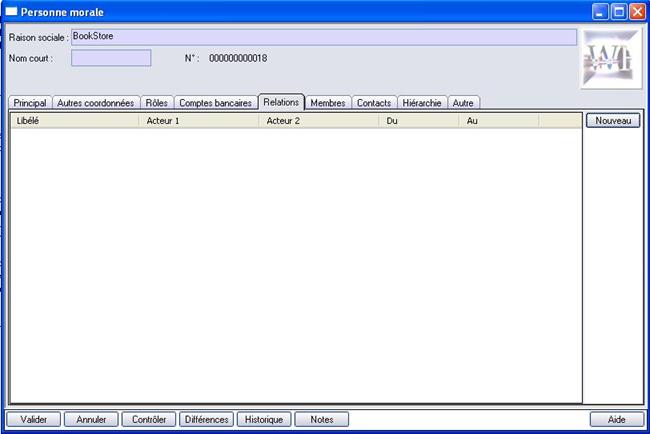 Personne morale
Raison sociale : BookStore
Nom court : N° : 000000000018
Principal Autres coordonnées Rôles Comptes bancaires Relations Membres Contacts Hiérarchie Autre
Libélé Acteur 1 Acteur 2 Du Au Nouveau
Valider Annuler Contrôler Différences Historique Notes Aide